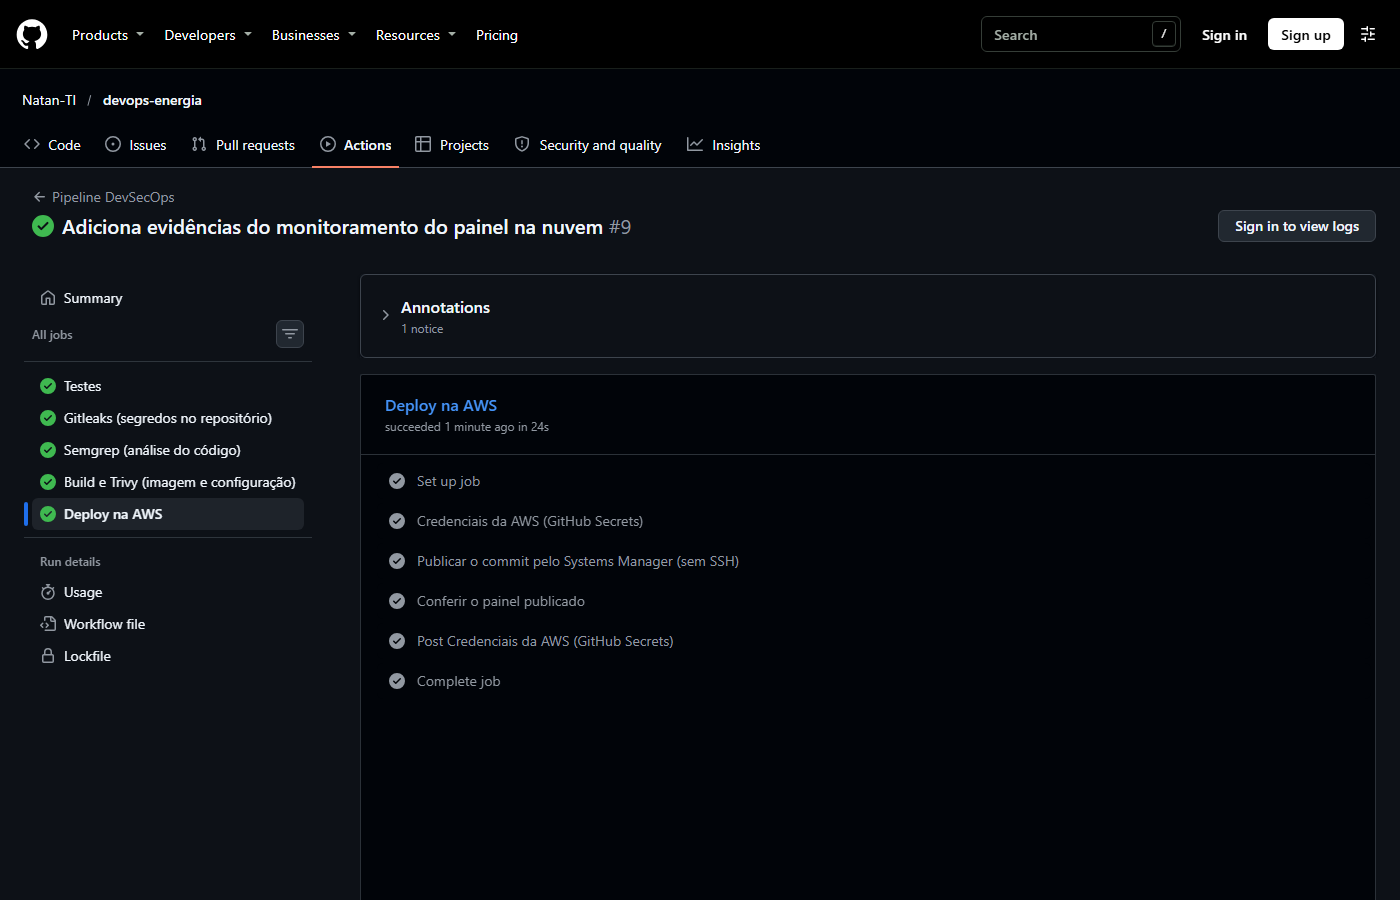 Products Developers Businesses Resources Pricing Search / Sign in Sign up
Natan-TI / devops-energia
Code Issues Pull requests Actions Projects Security and quality Insights
Pipeline DevSecOps
Adiciona evidências do monitoramento do painel na nuvem #9
Sign in to view logs
Summary
All jobs
Testes
Gitleaks (segredos no repositório)
Semgrep (análise do código)
Build e Trivy (imagem e configuração)
Deploy na AWS
Run details
Usage
Workflow file
Lockfile
Annotations
1 notice
Deploy na AWS
succeeded 1 minute ago in 24s
Set up job
Credenciais da AWS (GitHub Secrets)
Publicar o commit pelo Systems Manager (sem SSH)
Conferir o painel publicado
Post Credenciais da AWS (GitHub Secrets)
Complete job